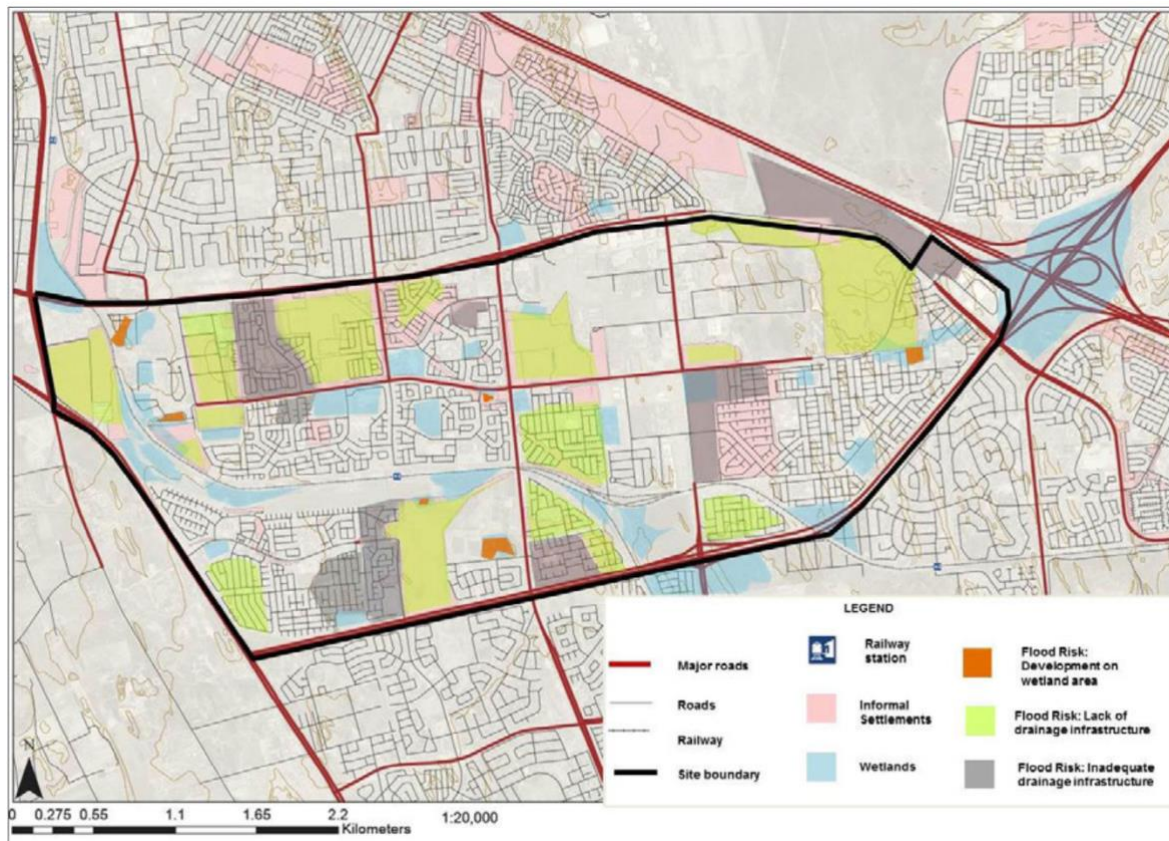 N
0 0.275 0.55 1.1 1.65 2.2
Kilometers
1:20,000
LEGEND
Major roads
Roads
Railway
Site boundary
Railway
station
Informal
Settlements
Wetlands
Flood Risk:
Development on
wetland area
Flood Risk: Lack of
drainage infrastructure
Flood Risk: Inadequate
drainage infrastructure